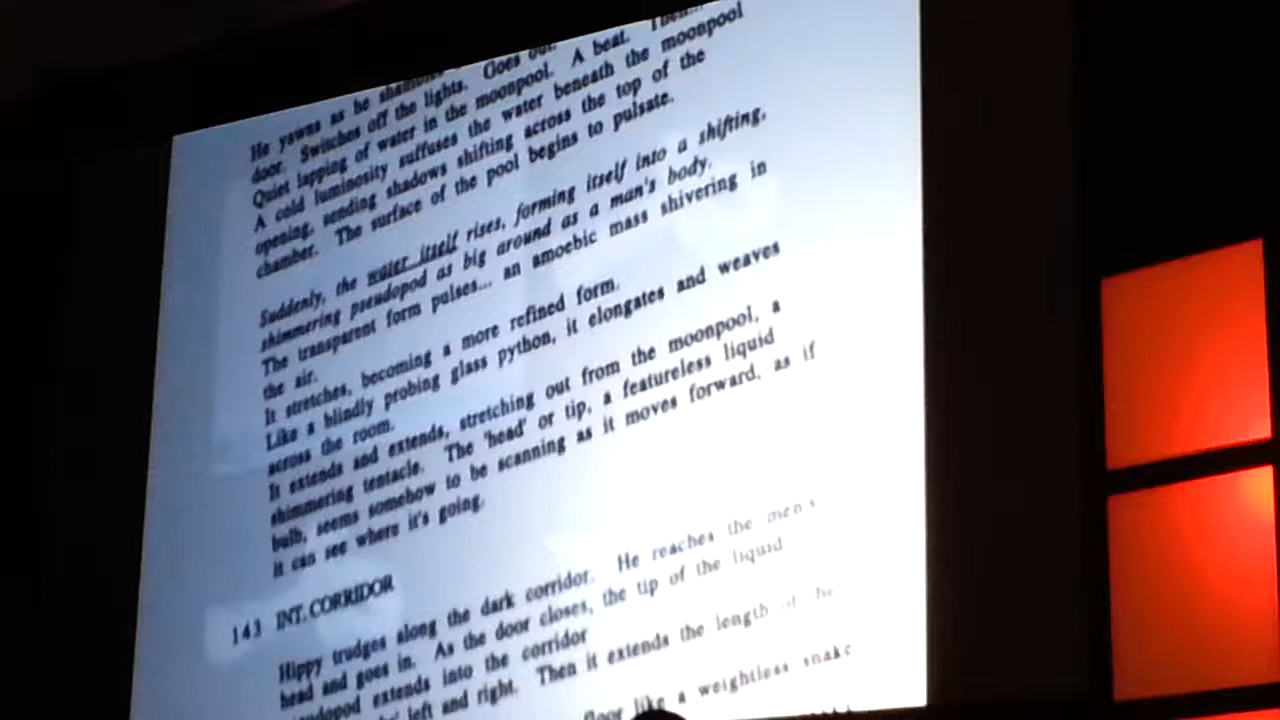 He yawns as he
door. Switches off the lights. Goes out. Then...
Quiet lapping of water in the moonpool. A beat.
A cold luminosity suffuses the water beneath the moonpool
opening, sending shadows shifting across the top of the
chamber. The surface of the pool begins to pulsate.
Suddenly, the water itself rises, forming itself into a shifting,
shimmering pseudopod as big around as a man's body.
The transparent form pulses... an amoebic mass shivering in
the air.
It stretches, becoming a more refined form.
Like a blindly probing glass python, it elongates and weaves
across the room.
It extends and extends, stretching out from the moonpool, a
shimmering tentacle. The 'head' or tip, a featureless liquid
bulb, seems somehow to be scanning as it moves forward, as if
it can see where it's going.
143 INT. CORRIDOR
Hippy trudges along the dark corridor. He reaches the men's
head and goes in. As the door closes, the tip of the liquid
pseudopod extends into the corridor
left and right. Then it extends the length of
floor like a weightless snake